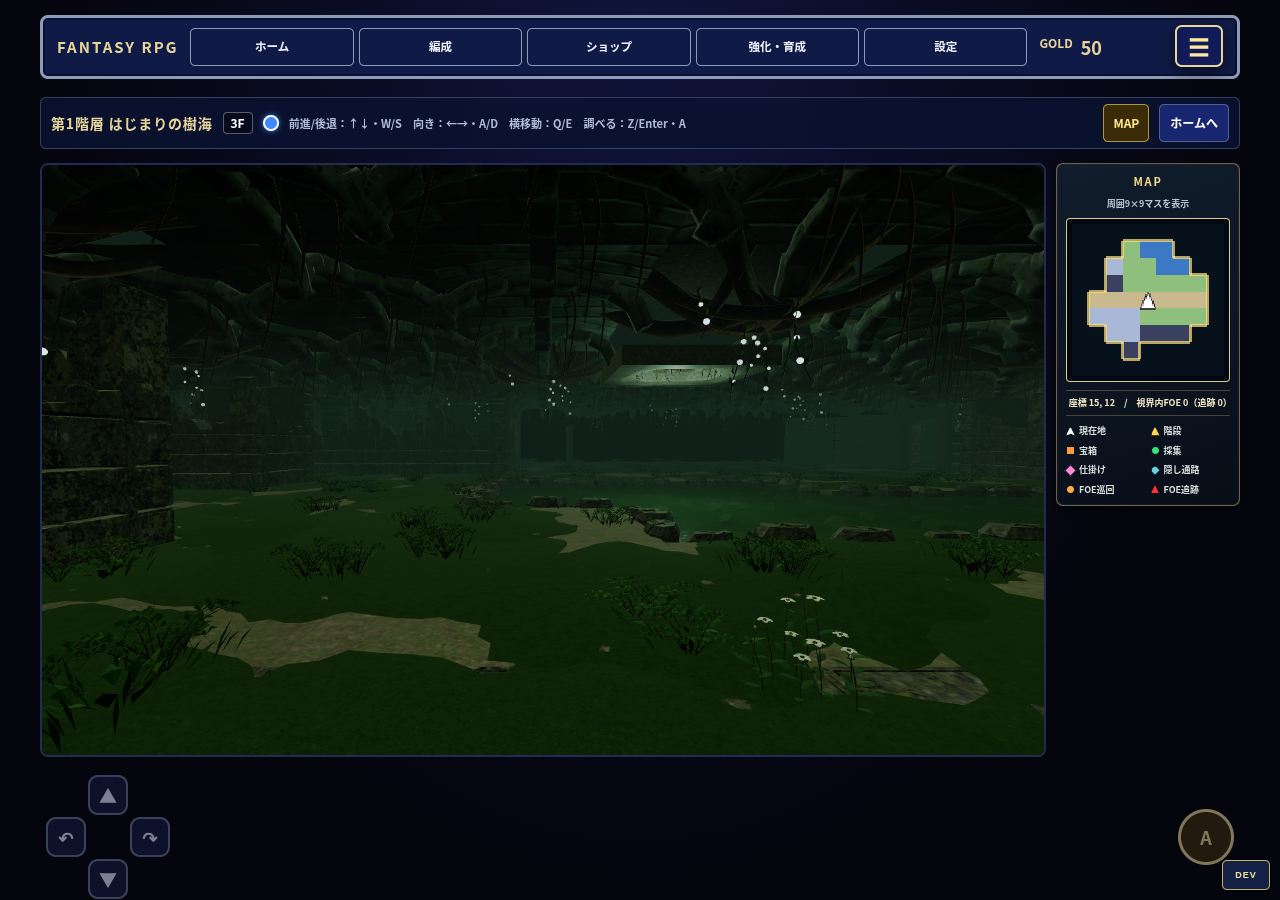 FANTASY RPG
ホーム
編成
ショップ
強化・育成
設定
GOLD 50
第1階層 はじまりの樹海 3F 前進/後退：↑↓・W/S 向き：←→・A/D 横移動：Q/E 調べる：Z/Enter・A
MAP
ホームへ
MAP
周囲9×9マスを表示
座標 15, 12 / 視界内FOE 0（追跡 0）
現在地 階段
宝箱 採集
仕掛け 隠し通路
FOE巡回 FOE追跡
A
DEV